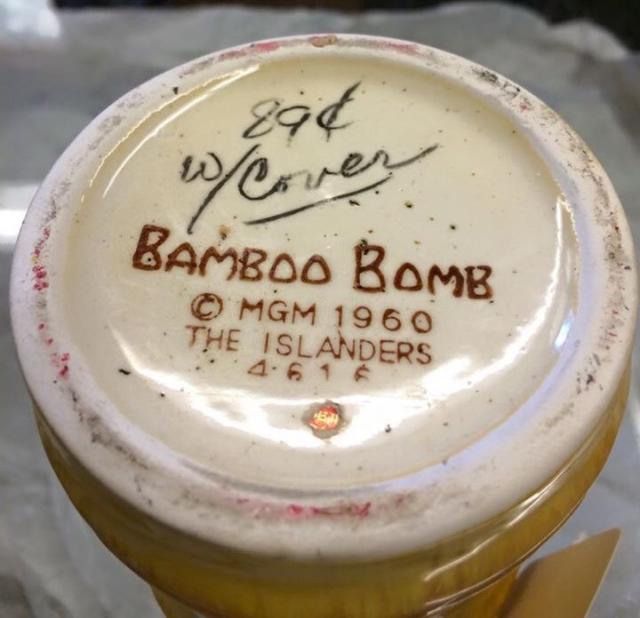 89¢
w/Cover
BAMBOO BOMB
© MGM 1960
THE ISLANDERS
4616